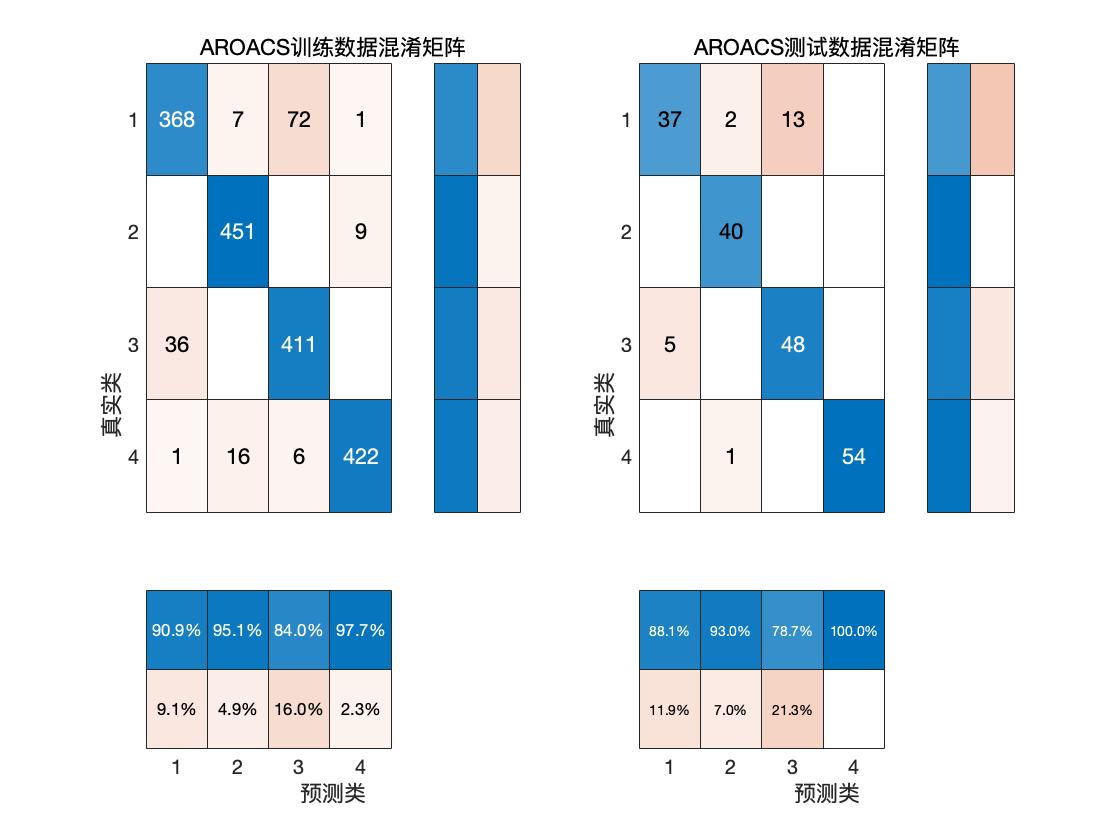 AROACS训练数据混淆矩阵
1 368 7 72 1
2 451 9
3 36 411
4 1 16 6 422
真实类
90.9% 95.1% 84.0% 97.7%
9.1% 4.9% 16.0% 2.3%
1 2 3 4
预测类
AROACS测试数据混淆矩阵
1 37 2 13
2 40
3 5 48
4 1 54
真实类
88.1% 93.0% 78.7% 100.0%
11.9% 7.0% 21.3%
1 2 3 4
预测类